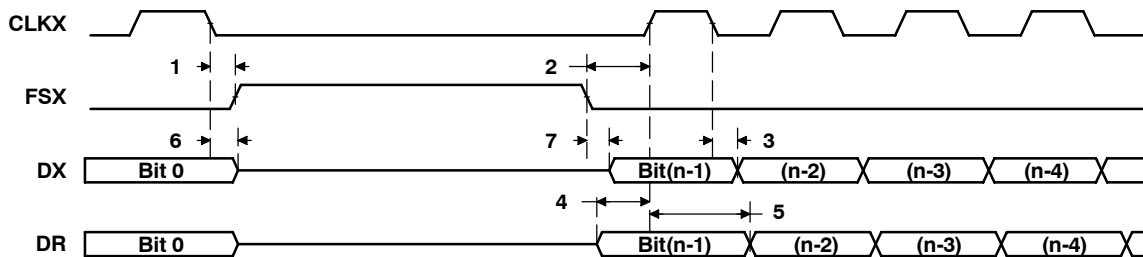 CLKX
1 2
FSX
6 7 3
DX Bit 0 Bit(n-1) (n-2) (n-3) (n-4)
4 5
DR Bit 0 Bit(n-1) (n-2) (n-3) (n-4)